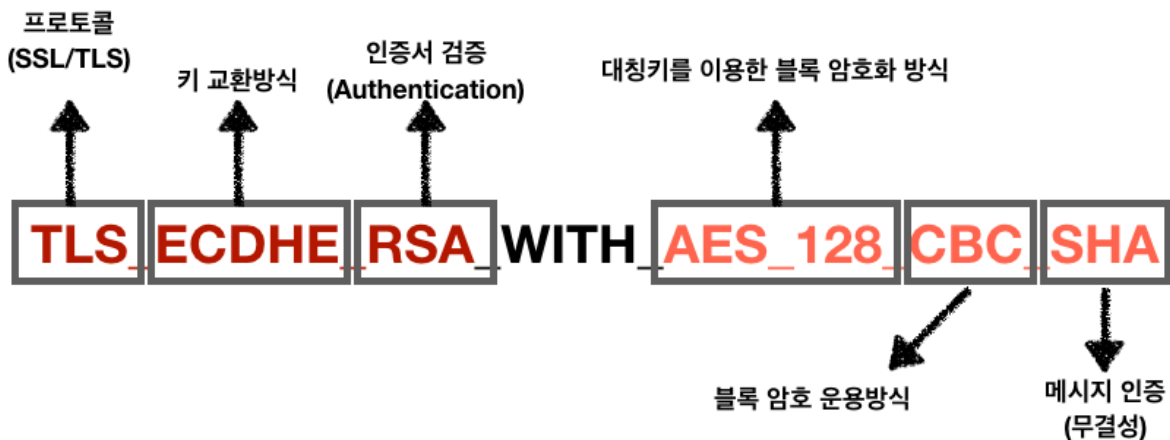 프로토콜
(SSL/TLS)
키 교환방식
인증서 검증
(Authentication)
대칭키를 이용한 블록 암호화 방식
TLS_ECDHE_RSA_WITH_AES_128_CBC_SHA
블록 암호 운용방식
메시지 인증
(무결성)